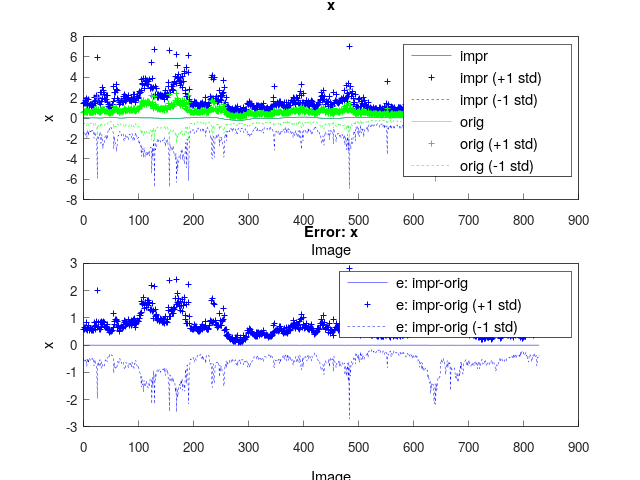 x
8
6
4
2
0
-2
-4
-6
-8
x
impr
impr (+1 std)
impr (-1 std)
orig
orig (+1 std)
orig (-1 std)
0 100 200 300 400 500 600 700 800 900
Image
Error: x
3
2
1
0
-1
-2
-3
x
e: impr-orig
e: impr-orig (+1 std)
e: impr-orig (-1 std)
0 100 200 300 400 500 600 700 800 900
Image